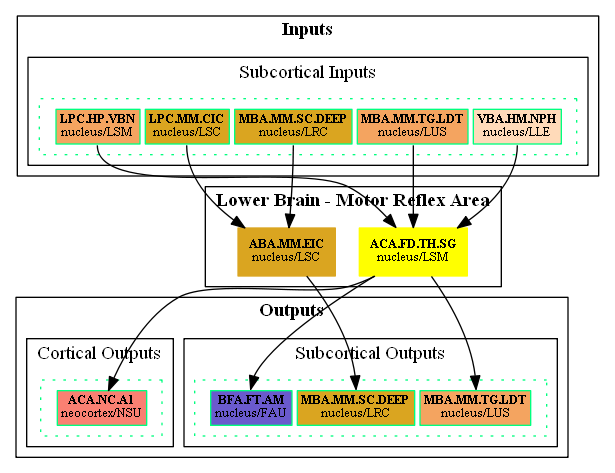 Inputs
Subcortical Inputs
LPC.HP.VBN
nucleus/LSM
LPC.MM.CIC
nucleus/LSC
MBA.MM.SC.DEEP
nucleus/LRC
MBA.MM.TG.LDT
nucleus/LUS
VBA.HM.NPH
nucleus/LLE
Lower Brain - Motor Reflex Area
ABA.MM.EIC
nucleus/LSC
ACA.FD.TH.SG
nucleus/LSM
Outputs
Cortical Outputs
ACA.NC.A1
neocortex/NSU
Subcortical Outputs
BFA.FT.AM
nucleus/FAU
MBA.MM.SC.DEEP
nucleus/LRC
MBA.MM.TG.LDT
nucleus/LUS